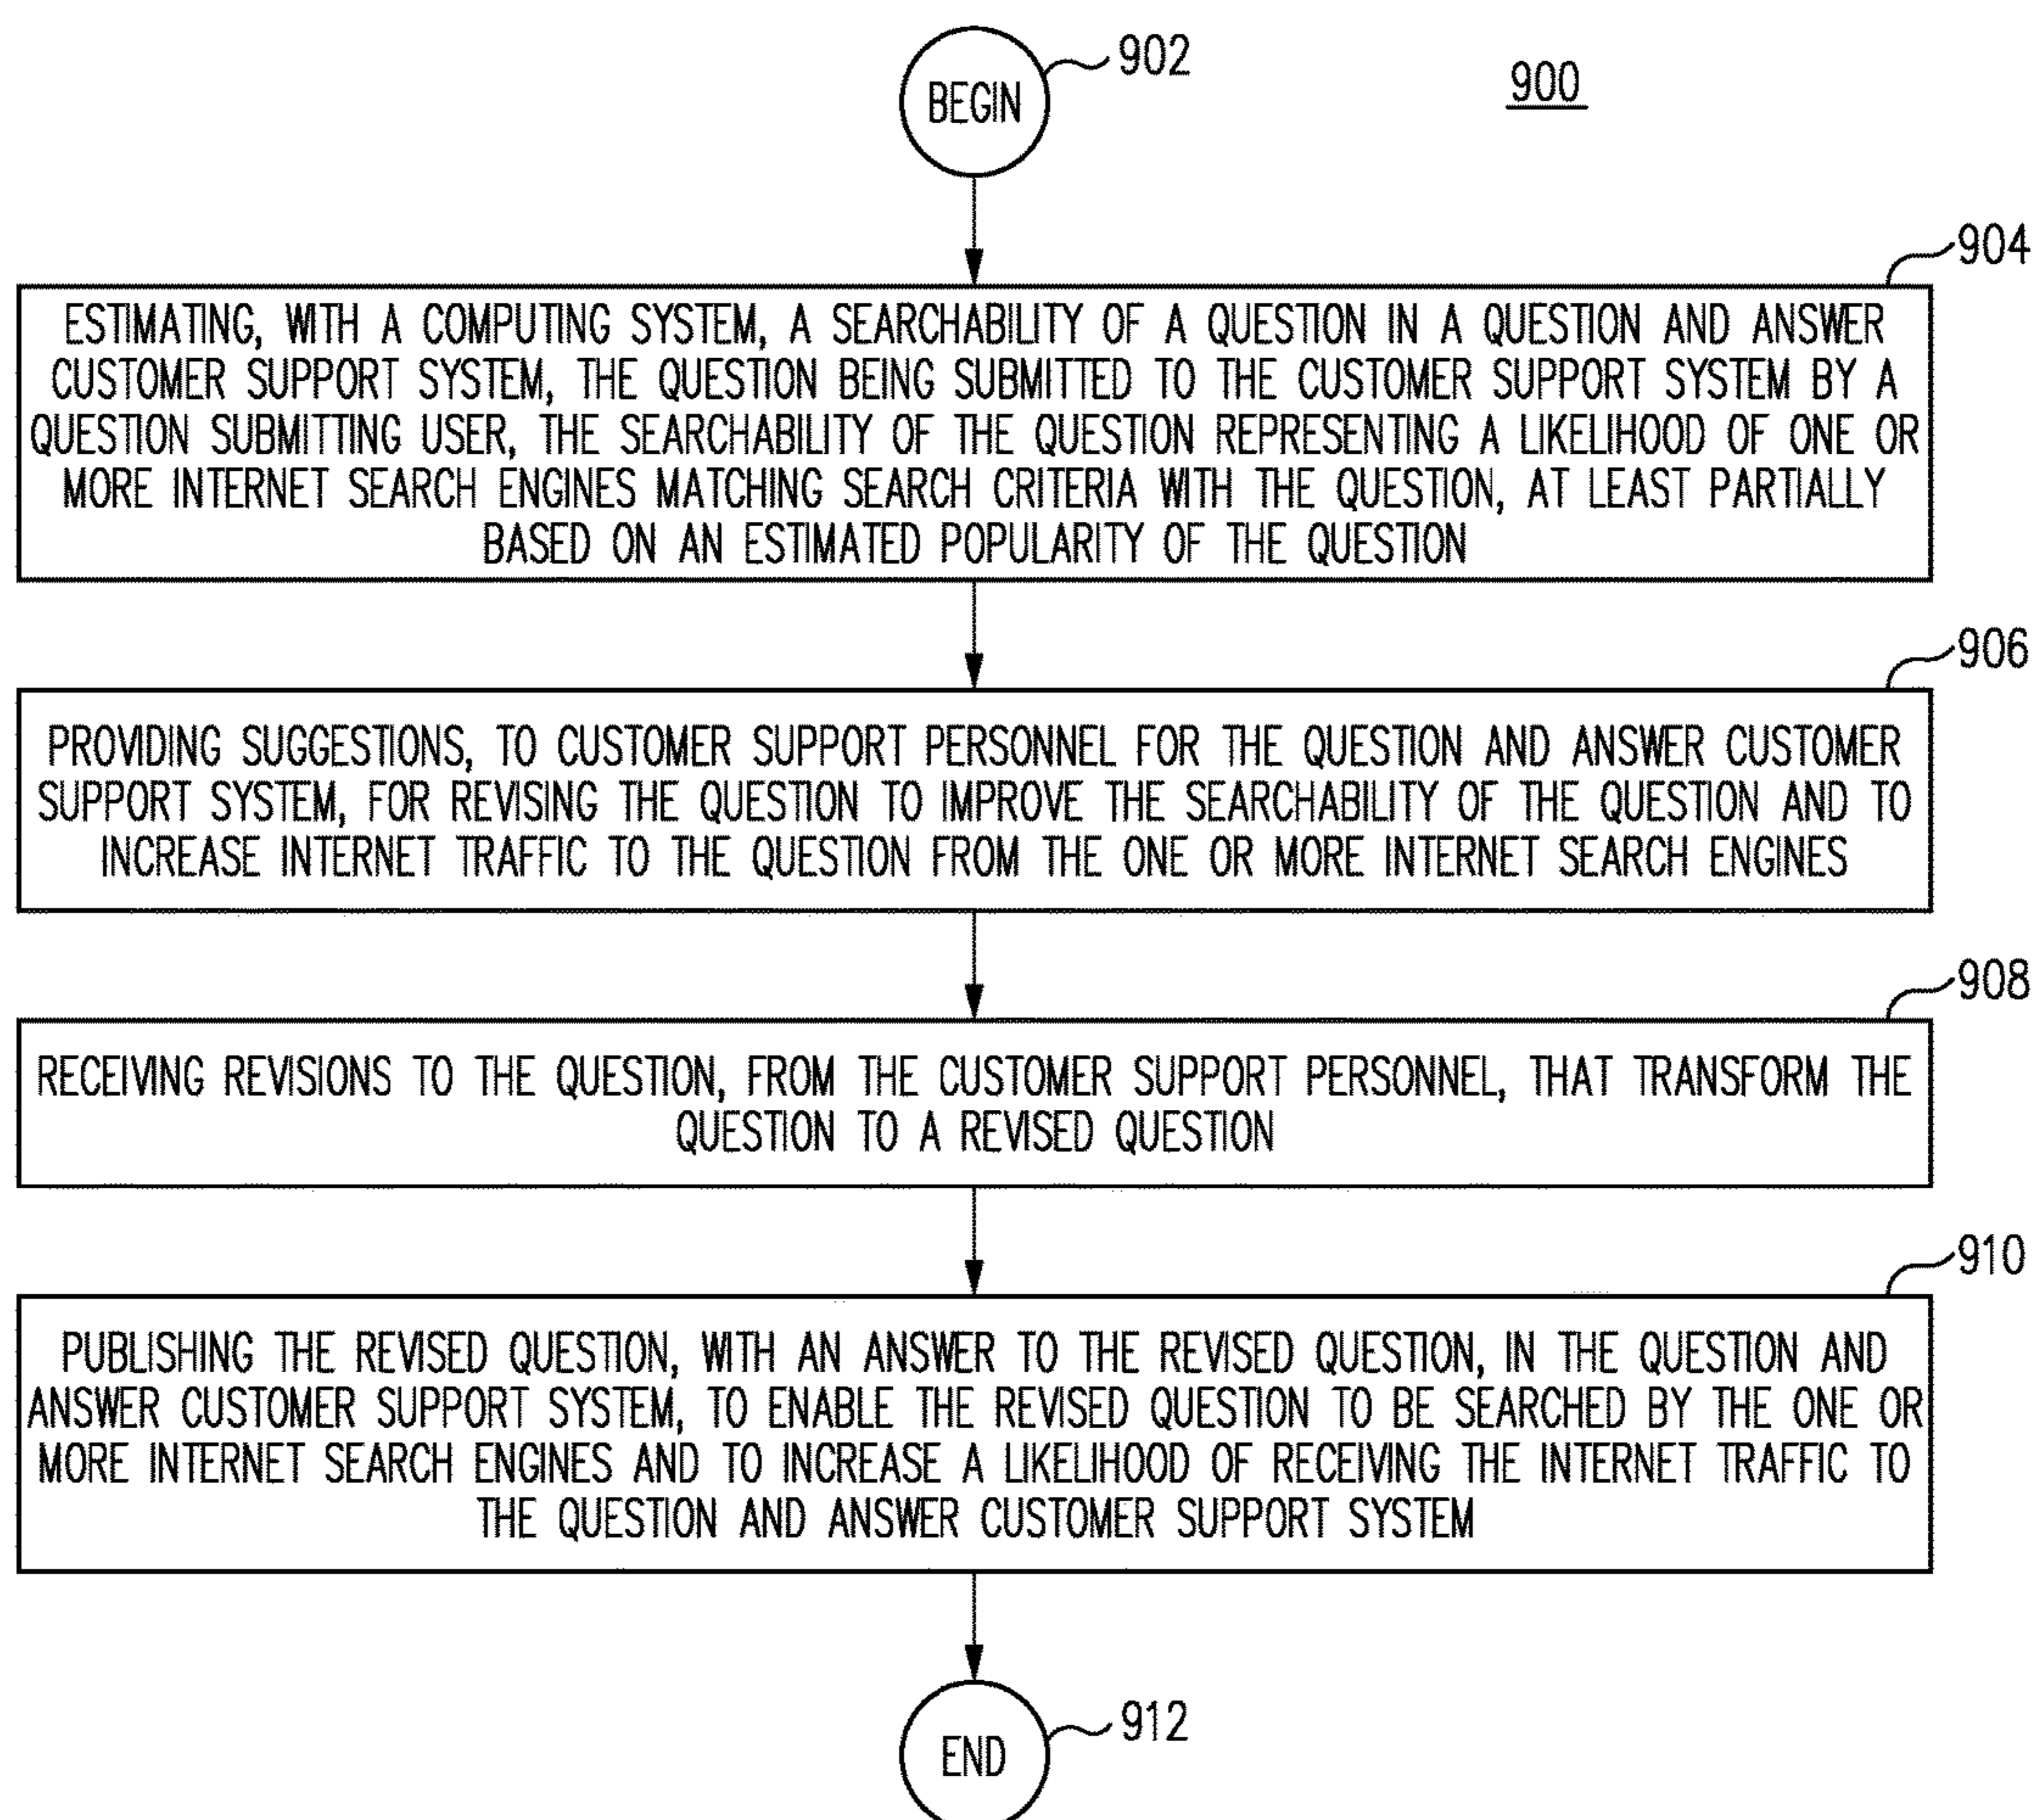 902
BEGIN
900
904
ESTIMATING, WITH A COMPUTING SYSTEM, A SEARCHABILITY OF A QUESTION IN A QUESTION AND ANSWER
CUSTOMER SUPPORT SYSTEM, THE QUESTION BEING SUBMITTED TO THE CUSTOMER SUPPORT SYSTEM BY A
QUESTION SUBMITTING USER, THE SEARCHABILITY OF THE QUESTION REPRESENTING A LIKELIHOOD OF ONE OR
MORE INTERNET SEARCH ENGINES MATCHING SEARCH CRITERIA WITH THE QUESTION, AT LEAST PARTIALLY
BASED ON AN ESTIMATED POPULARITY OF THE QUESTION
906
PROVIDING SUGGESTIONS, TO CUSTOMER SUPPORT PERSONNEL FOR THE QUESTION AND ANSWER CUSTOMER
SUPPORT SYSTEM, FOR REVISING THE QUESTION TO IMPROVE THE SEARCHABILITY OF THE QUESTION AND TO
INCREASE INTERNET TRAFFIC TO THE QUESTION FROM THE ONE OR MORE INTERNET SEARCH ENGINES
908
RECEIVING REVISIONS TO THE QUESTION, FROM THE CUSTOMER SUPPORT PERSONNEL, THAT TRANSFORM THE
QUESTION TO A REVISED QUESTION
910
PUBLISHING THE REVISED QUESTION, WITH AN ANSWER TO THE REVISED QUESTION, IN THE QUESTION AND
ANSWER CUSTOMER SUPPORT SYSTEM, TO ENABLE THE REVISED QUESTION TO BE SEARCHED BY THE ONE OR
MORE INTERNET SEARCH ENGINES AND TO INCREASE A LIKELIHOOD OF RECEIVING THE INTERNET TRAFFIC TO
THE QUESTION AND ANSWER CUSTOMER SUPPORT SYSTEM
912
END